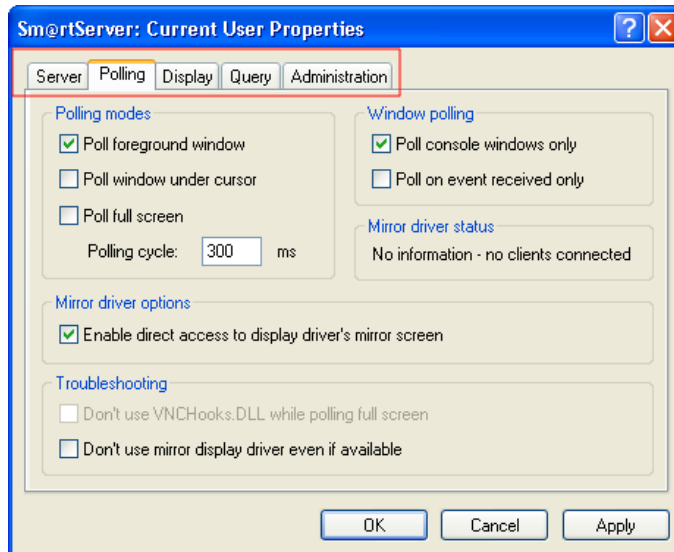 Sm@rtServer: Current User Properties
Server Polling Display Query Administration
Polling modes
Poll foreground window
Poll window under cursor
Poll full screen
Polling cycle: 300 ms
Window polling
Poll console windows only
Poll on event received only
Mirror driver status
No information - no clients connected
Mirror driver options
Enable direct access to display driver's mirror screen
Troubleshooting
Don't use VNCHooks.DLL while polling full screen
Don't use mirror display driver even if available
OK Cancel Apply